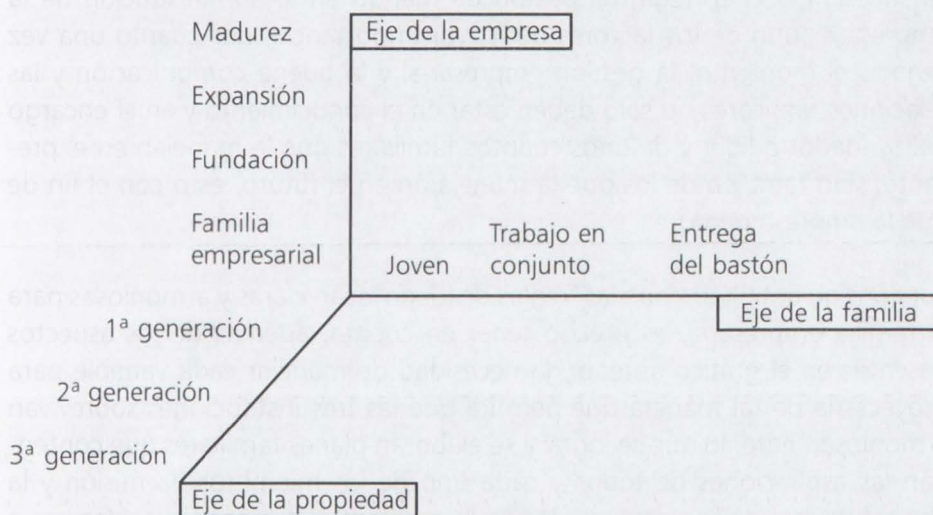 Madurez
Eje de la empresa
Expansión
Fundación
Familia
empresarial
Joven
Trabajo en
conjunto
Entrega
del bastón
Eje de la familia
1ª generación
2ª generación
3ª generación
Eje de la propiedad